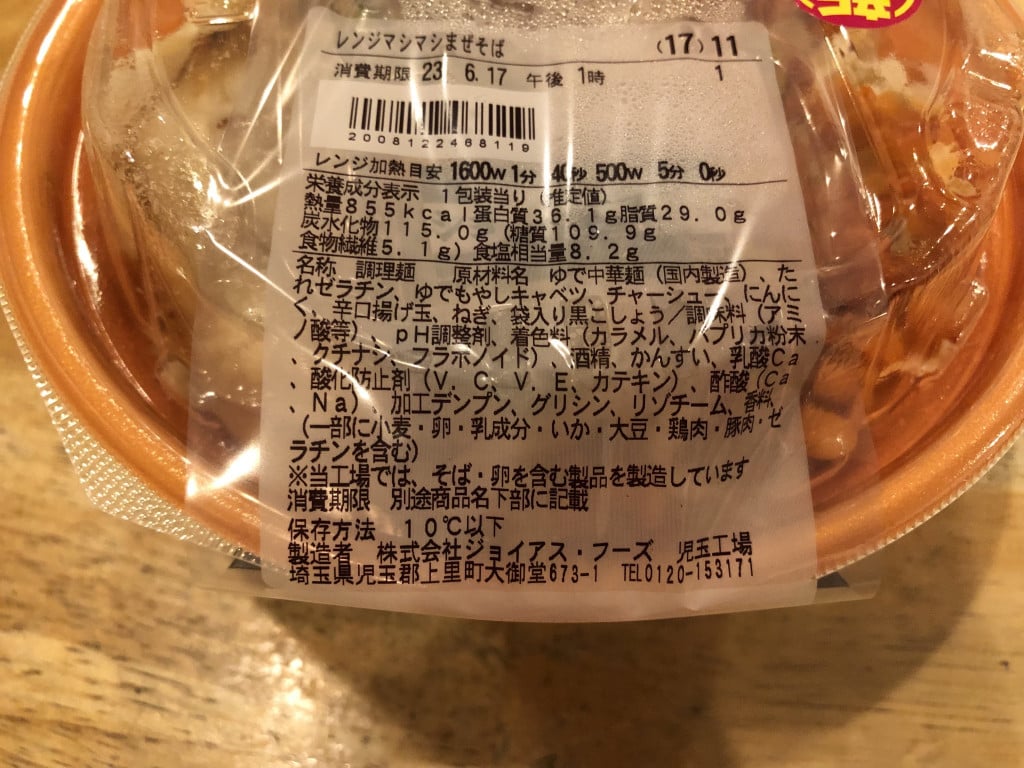 レンジマシマシまぜそば (17)11
消費期限 23. 6.17 午後 1時 1
2008122468119
レンジ加熱目安 1600W 1分 40秒 500W 5分 0秒
栄養成分表示 1包装当り(推定値)
熱量855kcal蛋白質36.1g脂質29.0g
炭水化物115.0g(糖質109.9g
食物繊維5.1g)食塩相当量8.2g
名称 調理麺 原材料名 ゆで中華麺(国内製造)、た
れゼラチン、ゆでもやしキャベツ、チャーシュー、にんに
く、辛口揚げ玉、ねぎ、袋入り黒こしょう/調味料(アミ
ノ酸等)、pH調整剤、着色料(カラメル、パプリカ粉末
、クチナシ、フラボノイド)、酒精、かんすい、乳酸Ca
、酸化防止剤(V.C、V.E、カテキン)、酢酸(Ca
、Na)、加工デンプン、グリシン、リゾチーム、香料、
(一部に小麦・卵・乳成分・いか・大豆・鶏肉・豚肉・ゼ
ラチンを含む)
※当工場では、そば・卵を含む製品を製造しています
消費期限 別途商品名下部に記載
保存方法 10℃以下
製造者 株式会社ジョイアス・フーズ 児玉工場
埼玉県児玉郡上里町大御堂673-1 TEL0120-153171